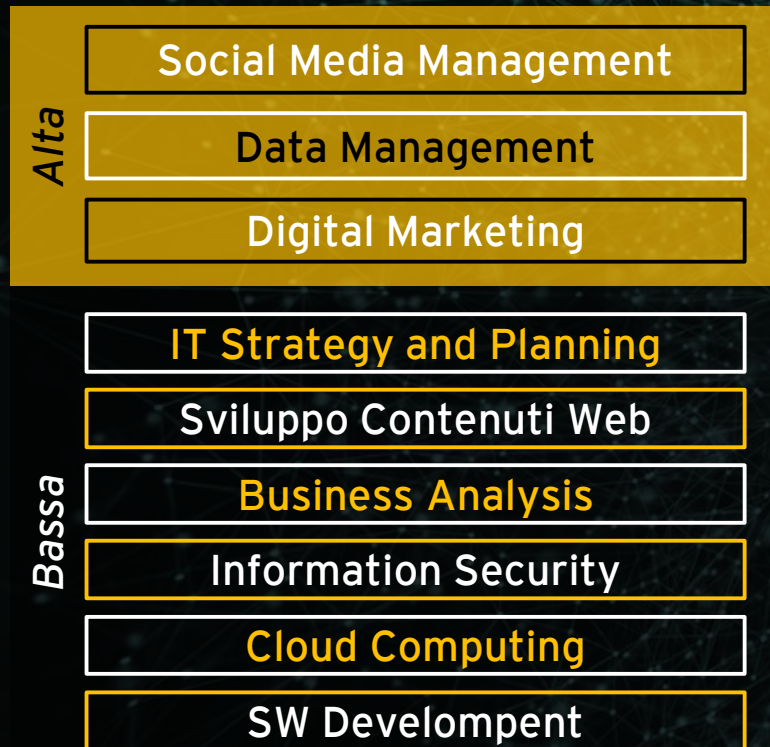 Alta
Social Media Management
Data Management
Digital Marketing
Bassa
IT Strategy and Planning
Sviluppo Contenuti Web
Business Analysis
Information Security
Cloud Computing
SW Develompent